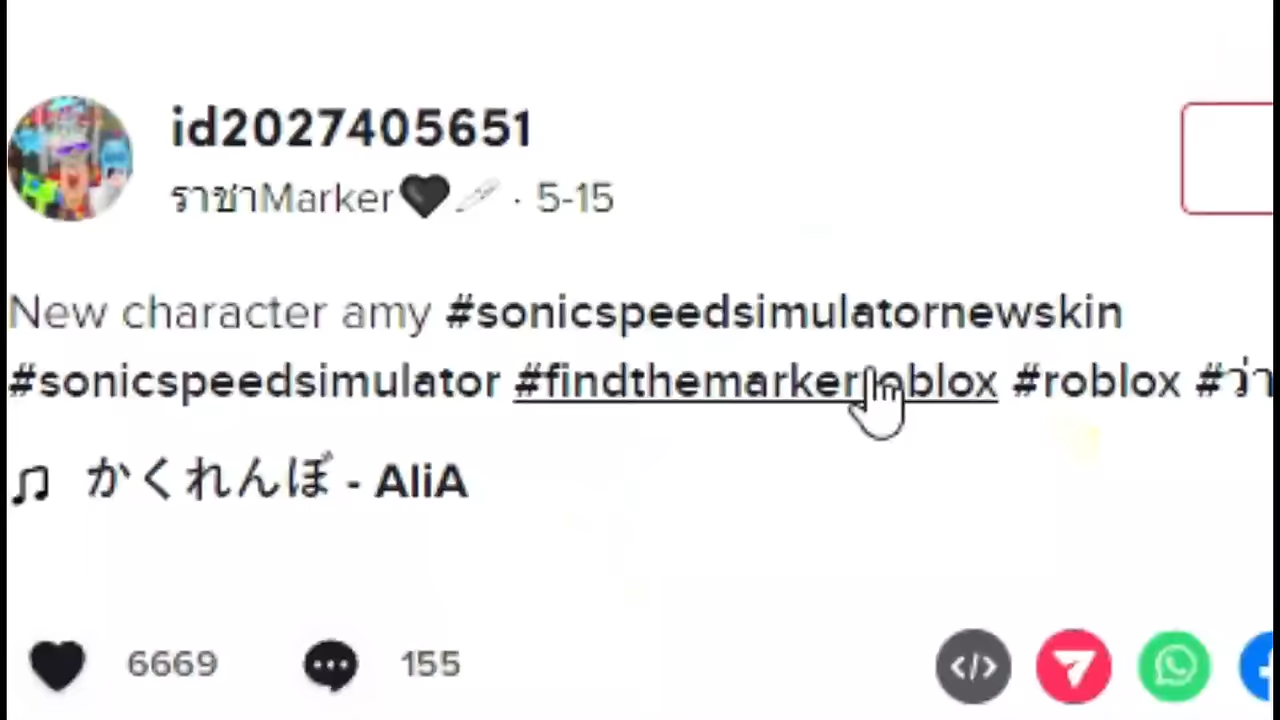 id2027405651
ราชาMarker🖤🔪 · 5-15
New character amy #sonicspeedsimulatornewskin
#sonicspeedsimulator #findthemarkerroblox #roblox
♫ かくれんぼ - AliA
6669 155